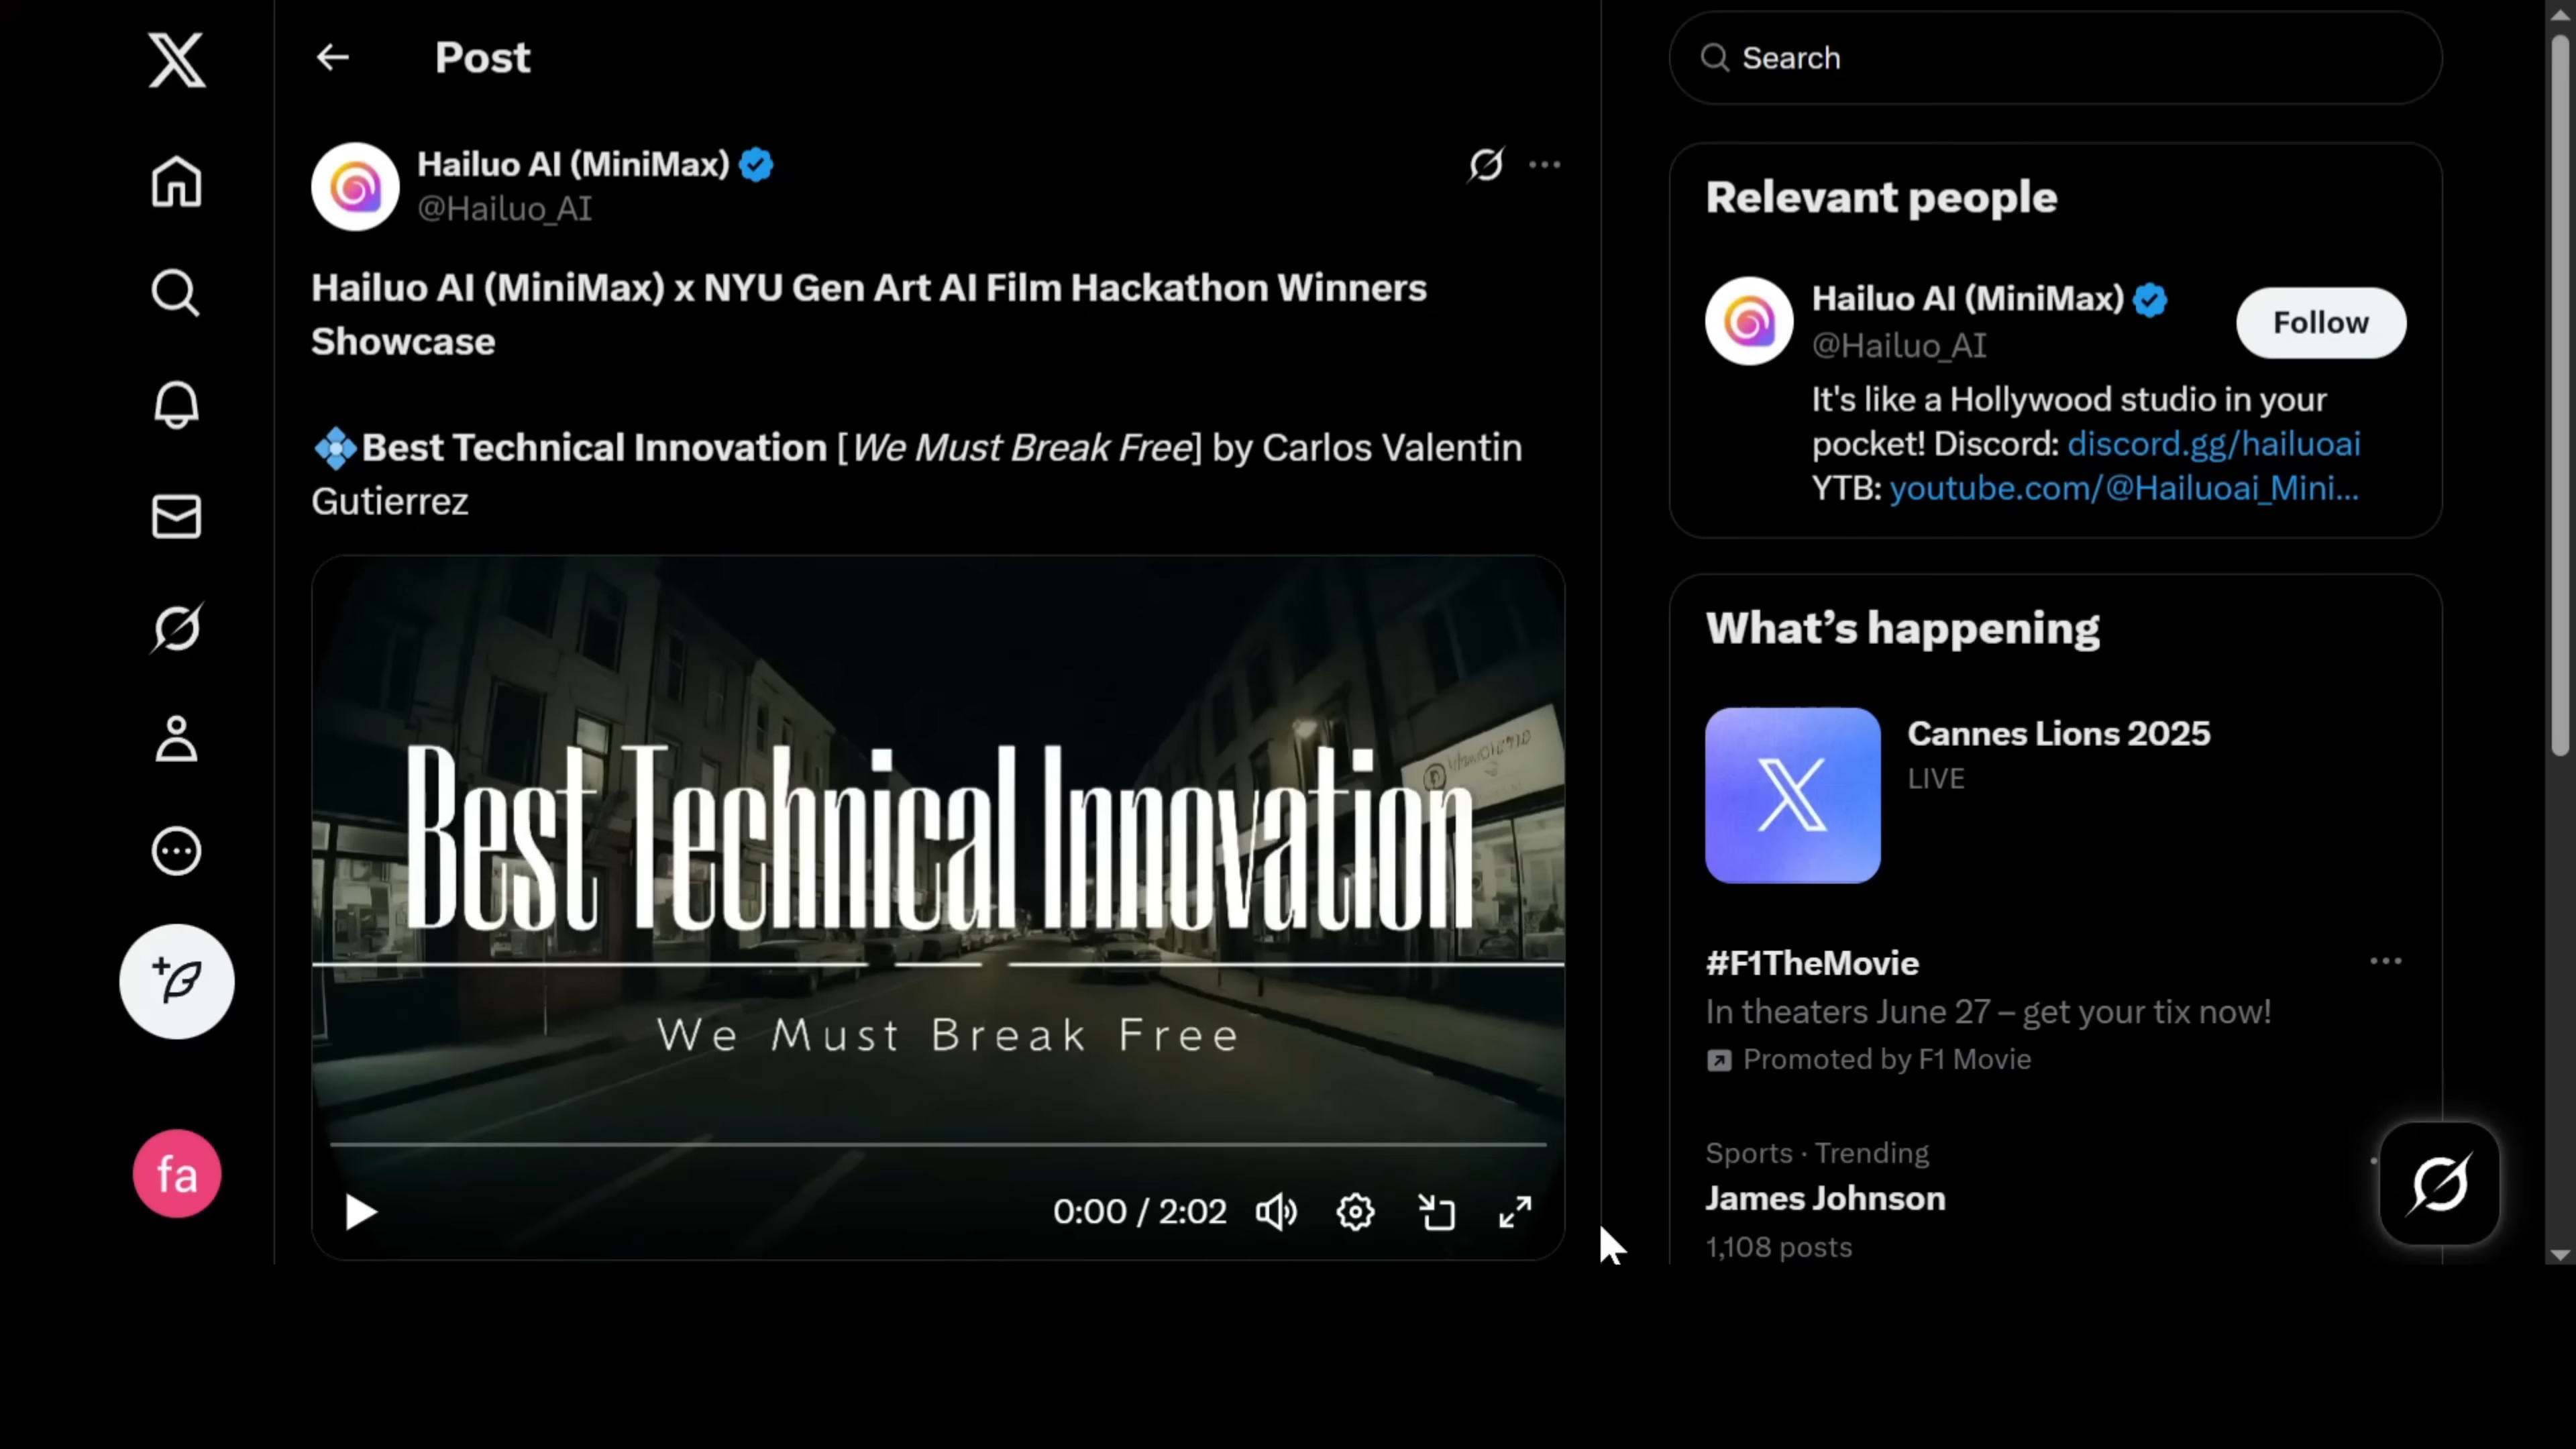 Post
Hailuo AI (MiniMax)
@Hailuo_AI
Hailuo AI (MiniMax) x NYU Gen Art AI Film Hackathon Winners
Showcase
💠Best Technical Innovation [We Must Break Free] by Carlos Valentin
Gutierrez
Best Technical Innovation
We Must Break Free
0:00 / 2:02
fa
Search
Relevant people
Hailuo AI (MiniMax)
@Hailuo_AI
Follow
It's like a Hollywood studio in your
pocket! Discord: discord.gg/hailuoai
YTB: youtube.com/@Hailuoai_Mini...
What’s happening
Cannes Lions 2025
LIVE
#F1TheMovie
In theaters June 27 – get your tix now!
Promoted by F1 Movie
Sports · Trending
James Johnson
1,108 posts